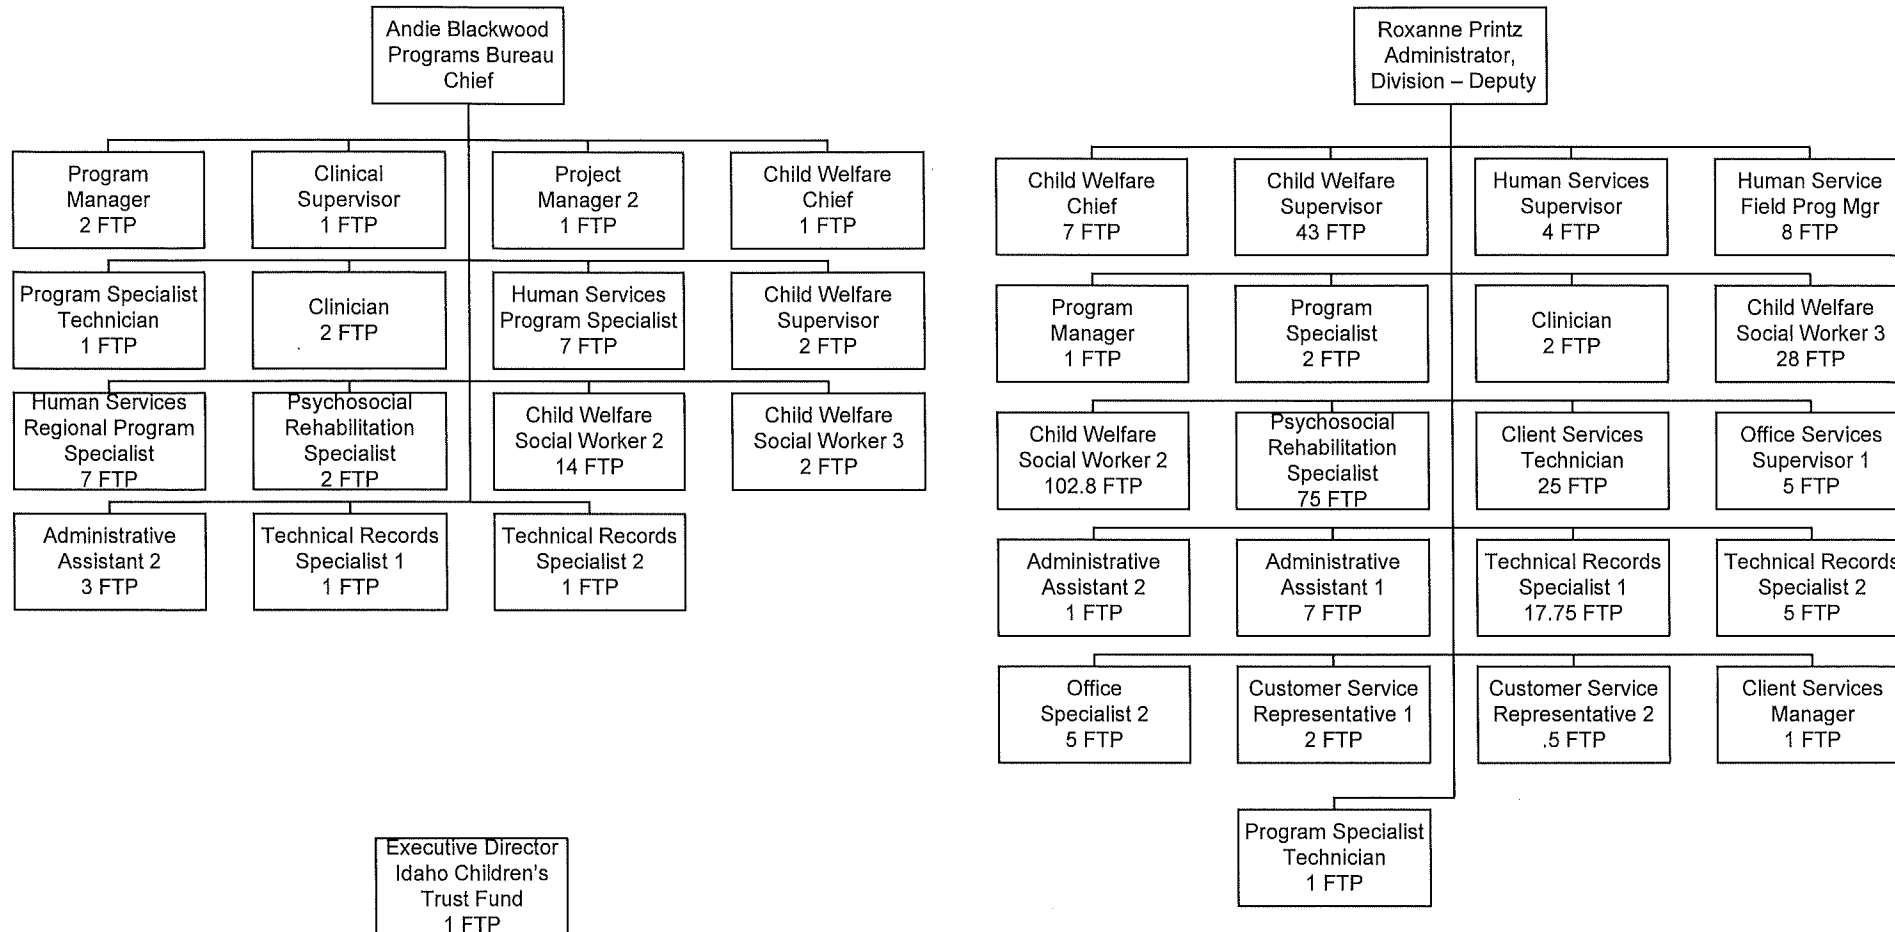 Andie Blackwood
Programs Bureau
Chief
Program
Manager
2 FTP
Clinical
Supervisor
1 FTP
Project
Manager 2
1 FTP
Child Welfare
Chief
1 FTP
Program Specialist
Technician
1 FTP
Clinician
2 FTP
Human Services
Program Specialist
7 FTP
Child Welfare
Supervisor
2 FTP
Human Services
Regional Program
Specialist
7 FTP
Psychosocial
Rehabilitation
Specialist
2 FTP
Child Welfare
Social Worker 2
14 FTP
Child Welfare
Social Worker 3
2 FTP
Administrative
Assistant 2
3 FTP
Technical Records
Specialist 1
1 FTP
Technical Records
Specialist 2
1 FTP
Executive Director
Idaho Children's
Trust Fund
1 FTP
Roxanne Printz
Administrator,
Division – Deputy
Child Welfare
Chief
7 FTP
Child Welfare
Supervisor
43 FTP
Human Services
Supervisor
4 FTP
Human Service
Field Prog Mgr
8 FTP
Program
Manager
1 FTP
Program
Specialist
2 FTP
Clinician
2 FTP
Child Welfare
Social Worker 3
28 FTP
Child Welfare
Social Worker 2
102.8 FTP
Psychosocial
Rehabilitation
Specialist
75 FTP
Client Services
Technician
25 FTP
Office Services
Supervisor 1
5 FTP
Administrative
Assistant 2
1 FTP
Administrative
Assistant 1
7 FTP
Technical Records
Specialist 1
17.75 FTP
Technical Records
Specialist 2
5 FTP
Office
Specialist 2
5 FTP
Customer Service
Representative 1
2 FTP
Customer Service
Representative 2
.5 FTP
Client Services
Manager
1 FTP
Program Specialist
Technician
1 FTP